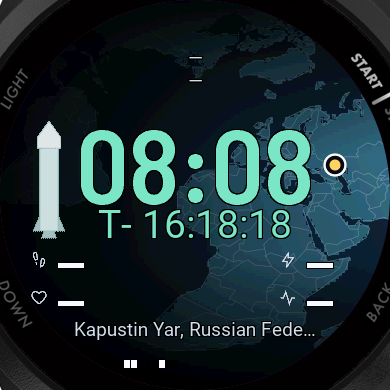 LIGHT
START
08:08
T- 16:18:18
DOWN
BACK
Kapustin Yar, Russian Fede...